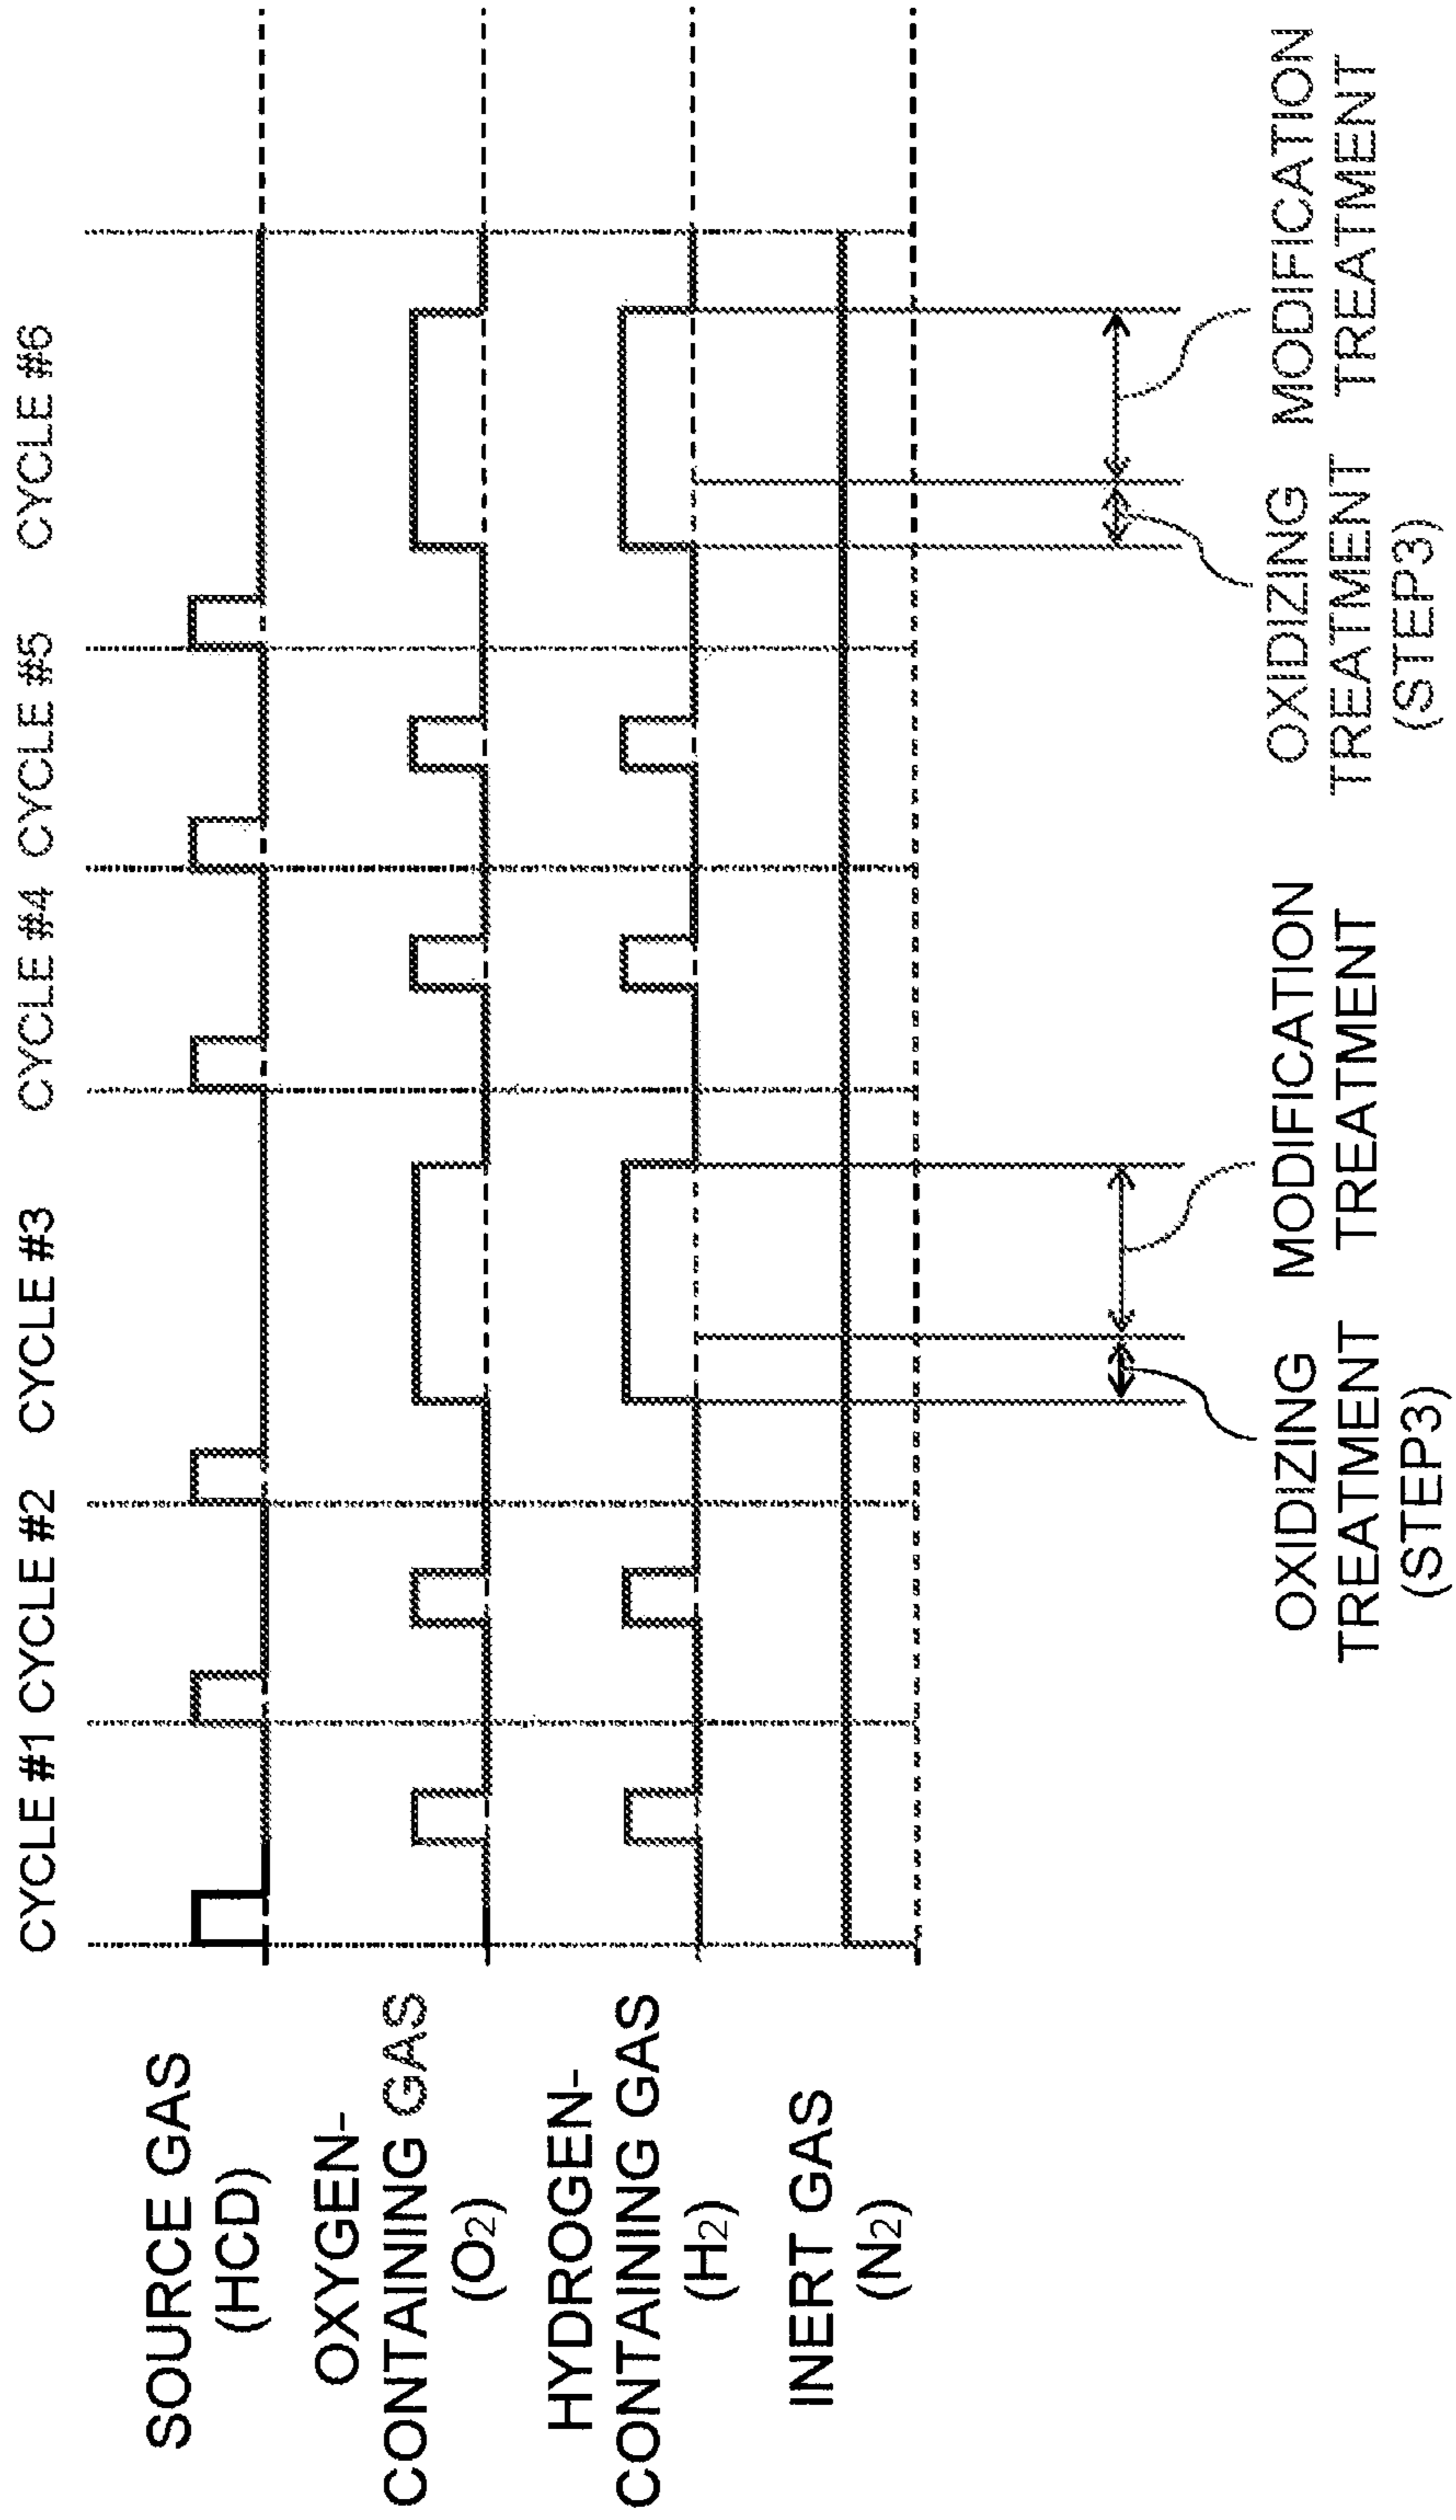 CYCLE #1 CYCLE #2 CYCLE #3 CYCLE #4 CYCLE #5 CYCLE #6
SOURCE GAS
(HCD)
OXYGEN-
CONTAINING GAS
(O2)
HYDROGEN-
CONTAINING GAS
(H2)
INERT GAS
(N2)
OXIDIZING
TREATMENT
(STEP3)
MODIFICATION
TREATMENT
OXIDIZING
TREATMENT
(STEP3)
MODIFICATION
TREATMENT